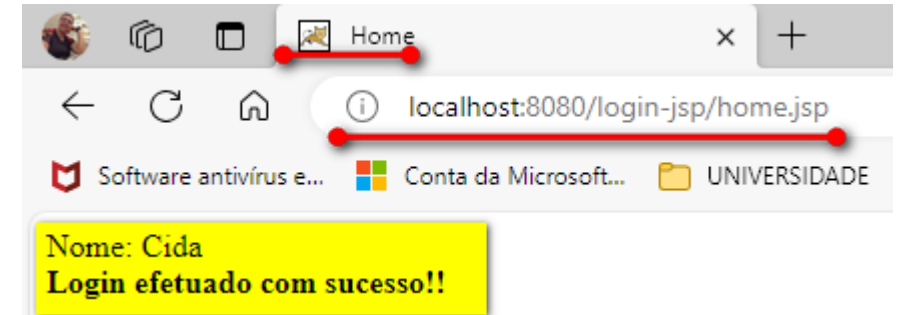 Home
localhost:8080/login-jsp/home.jsp
Software antivírus e... Conta da Microsoft... UNIVERSIDADE
Nome: Cida
Login efetuado com sucesso!!